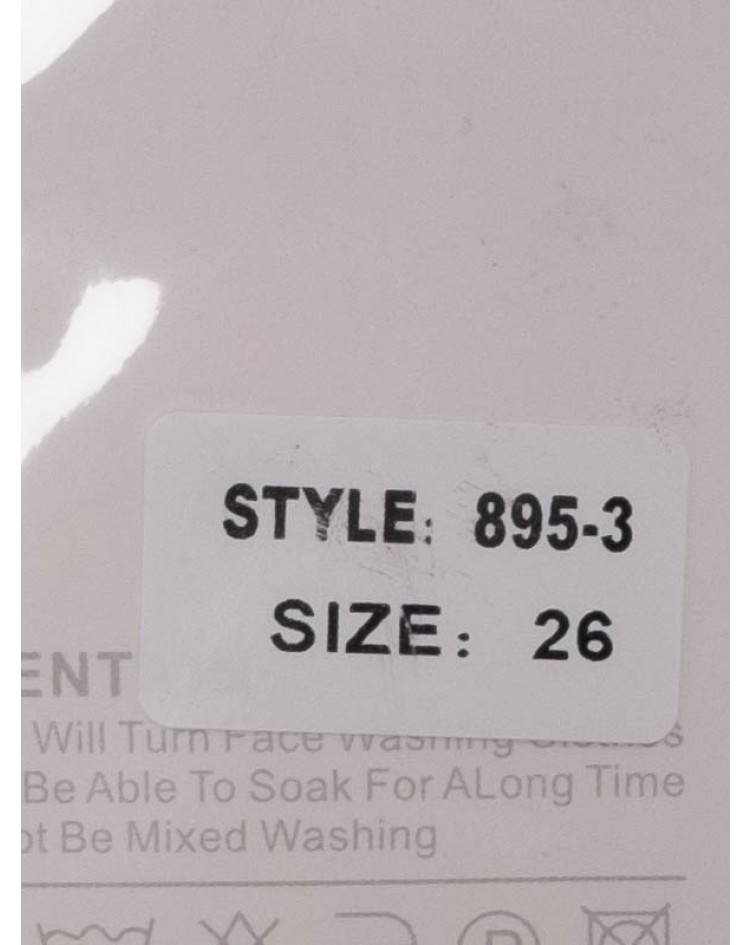 STYLE: 895-3
SIZE: 26
ENT
Will Turn Face Washing Clothes
Be Able To Soak For ALong Time
ot Be Mixed Washing
P